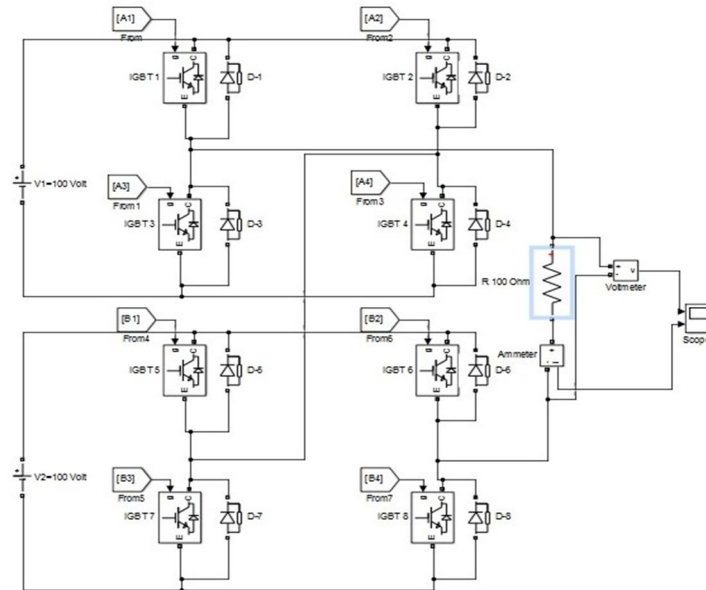 [A1]
From
[A2]
From2
g
C
E
IGBT 1
D-1
g
C
E
IGBT 2
D-2
V1=100 Volt
[A3]
From1
[A4]
From3
g
C
E
IGBT 3
D-3
g
C
E
IGBT 4
D-4
R 100 Ohm
+
-
v
Voltmeter
Scop
Ammeter
[B1]
From4
[B2]
From6
g
C
E
IGBT 5
D-6
g
C
E
IGBT 6
D-6
V2=100 Volt
[B3]
From5
[B4]
From7
g
C
E
IGBT 7
D-7
g
C
E
IGBT 8
D-8